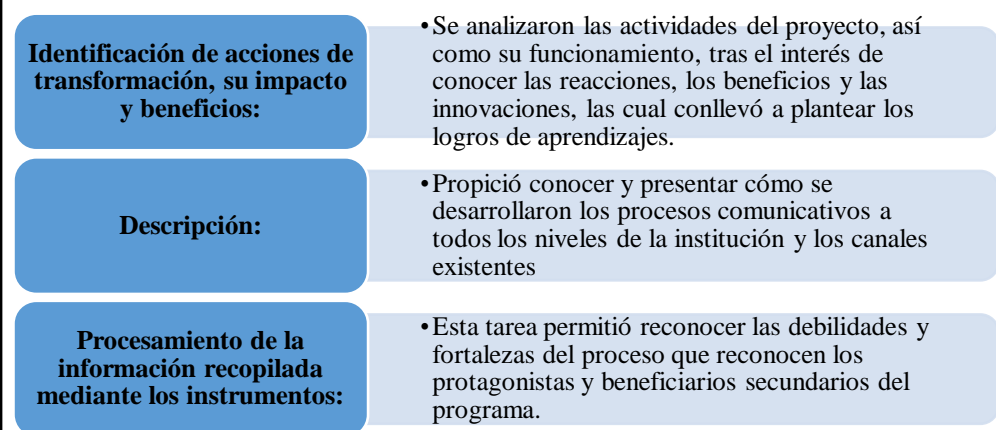 Identificación de acciones de
transformación, su impacto
y beneficios:
•Se analizaron las actividades del proyecto, así
como su funcionamiento, tras el interés de
conocer las reacciones, los beneficios y las
innovaciones, las cual conllevó a plantear los
logros de aprendizajes.
Descripción:
•Propició conocer y presentar cómo se
desarrollaron los procesos comunicativos a
todos los niveles de la institución y los canales
existentes
Procesamiento de la
información recopilada
mediante los instrumentos:
•Esta tarea permitió reconocer las debilidades y
fortalezas del proceso que reconocen los
protagonistas y beneficiarios secundarios del
programa.